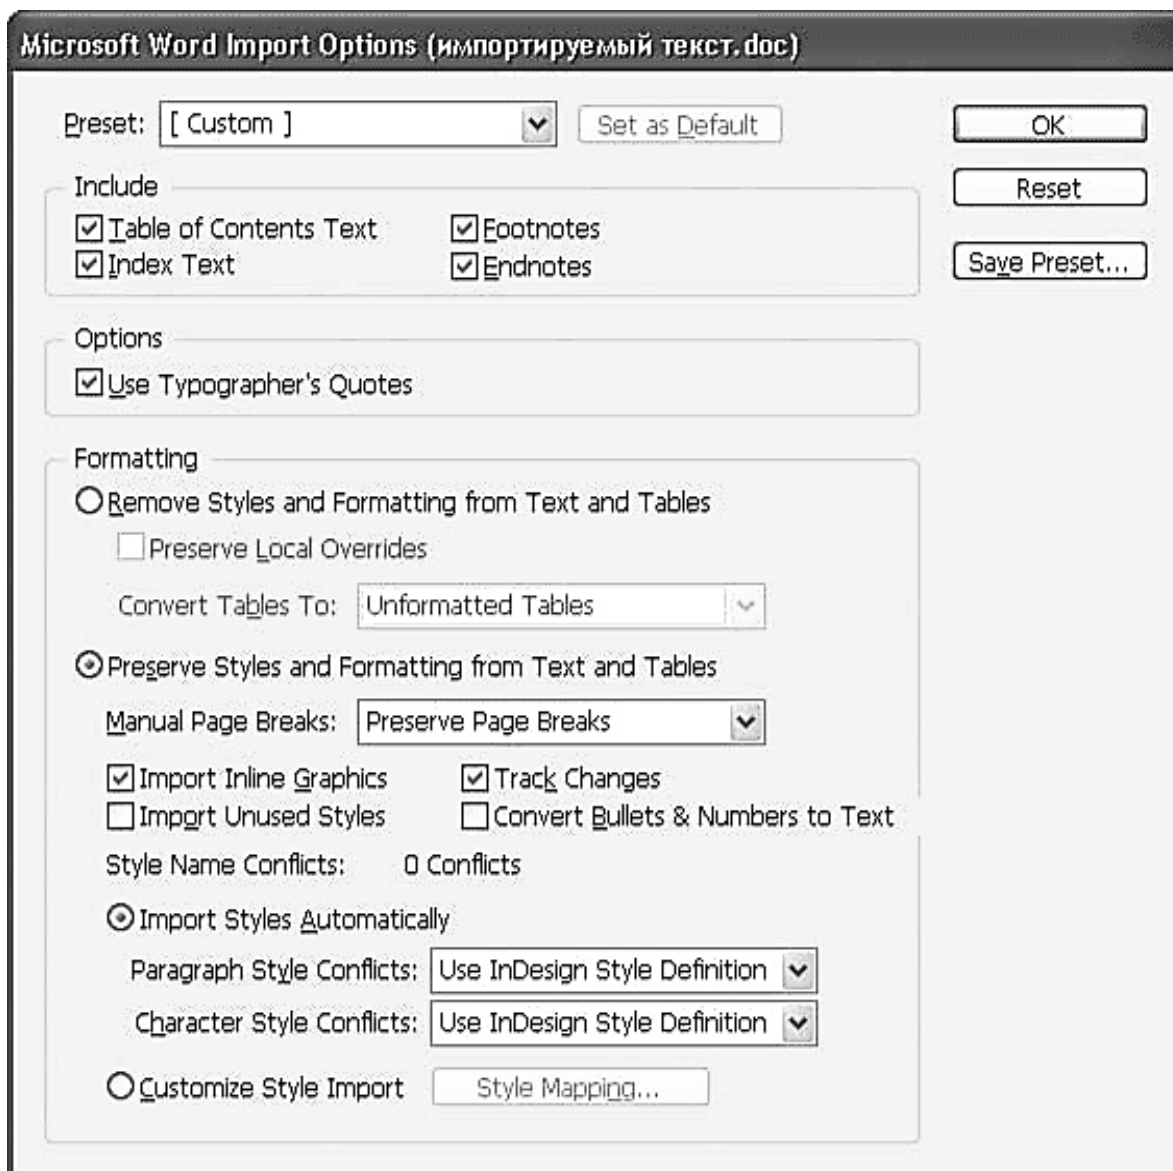 Microsoft Word Import Options (импортируемый текст.doc)
Preset: [ Custom ] Set as Default OK
Include Reset
Table of Contents Text Footnotes
Index Text Endnotes Save Preset...
Options
Use Typographer's Quotes
Formatting
Remove Styles and Formatting from Text and Tables
Preserve Local Overrides
Convert Tables To: Unformatted Tables
Preserve Styles and Formatting from Text and Tables
Manual Page Breaks: Preserve Page Breaks
Import Inline Graphics Track Changes
Import Unused Styles Convert Bullets & Numbers to Text
Style Name Conflicts: 0 Conflicts
Import Styles Automatically
Paragraph Style Conflicts: Use InDesign Style Definition
Character Style Conflicts: Use InDesign Style Definition
Customize Style Import Style Mapping...